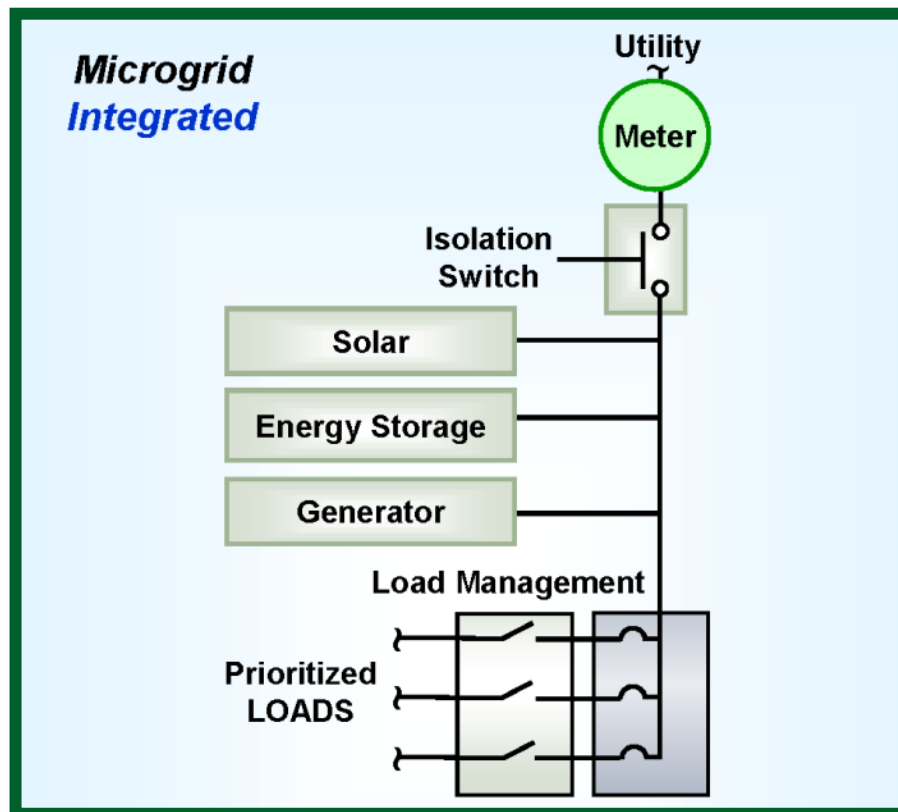 Microgrid
Integrated
Utility
~
Meter
Isolation
Switch
Solar
Energy Storage
Generator
Load Management
Prioritized
LOADS